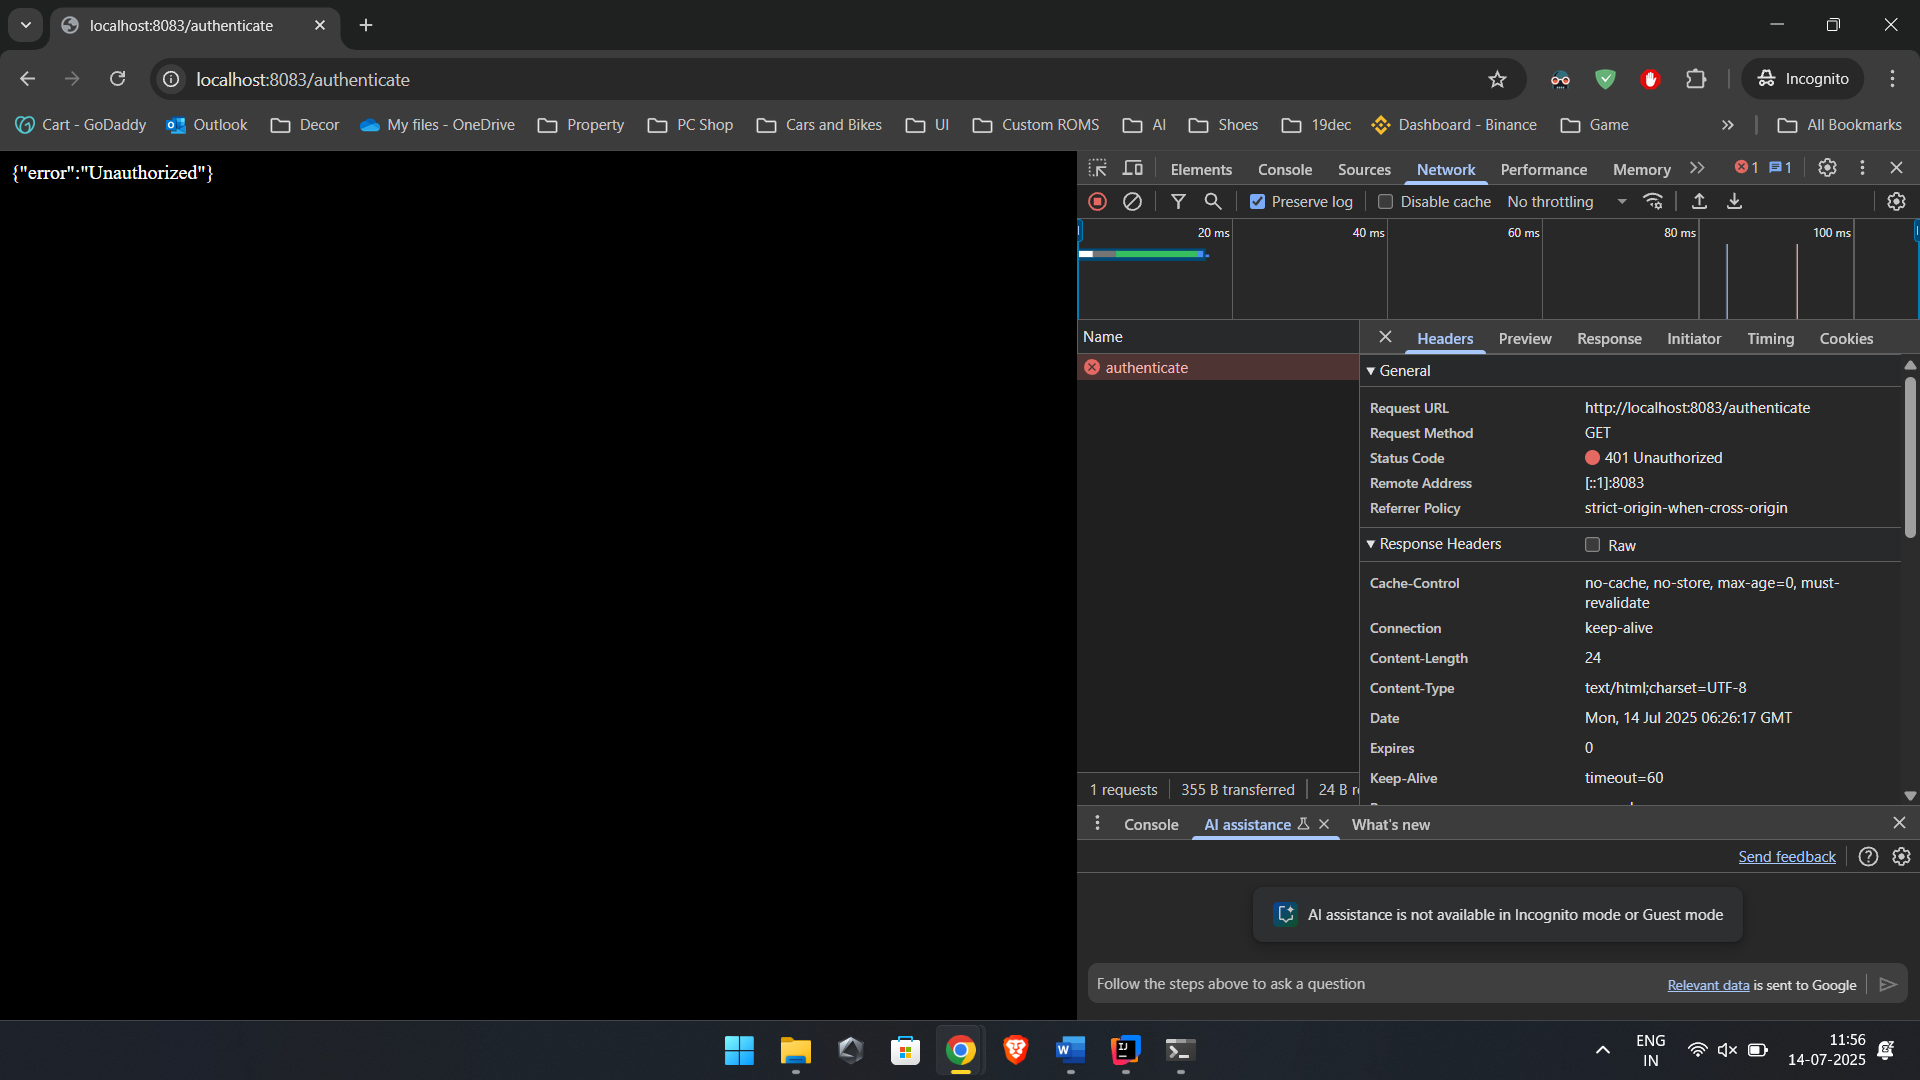 localhost:8083/authenticate
localhost:8083/authenticate
Incognito
Cart - GoDaddy
Outlook
Decor
My files - OneDrive
Property
PC Shop
Cars and Bikes
UI
Custom ROMS
AI
Shoes
19dec
Dashboard - Binance
Game
All Bookmarks
{"error":"Unauthorized"}
Elements
Console
Sources
Network
Performance
Memory
1
1
Preserve log
Disable cache
No throttling
20 ms
40 ms
60 ms
80 ms
100 ms
Name
authenticate
Headers
Preview
Response
Initiator
Timing
Cookies
General
Request URL
http://localhost:8083/authenticate
Request Method
GET
Status Code
401 Unauthorized
Remote Address
[::1]:8083
Referrer Policy
strict-origin-when-cross-origin
Response Headers
Raw
Cache-Control
no-cache, no-store, max-age=0, must-
revalidate
Connection
keep-alive
Content-Length
24
Content-Type
text/html;charset=UTF-8
Date
Mon, 14 Jul 2025 06:26:17 GMT
Expires
0
Keep-Alive
timeout=60
1 requests
355 B transferred
24 B
Console
AI assistance
What's new
Send feedback
AI assistance is not available in Incognito mode or Guest mode
Follow the steps above to ask a question
Relevant data is sent to Google
ENG
IN
11:56
14-07-2025